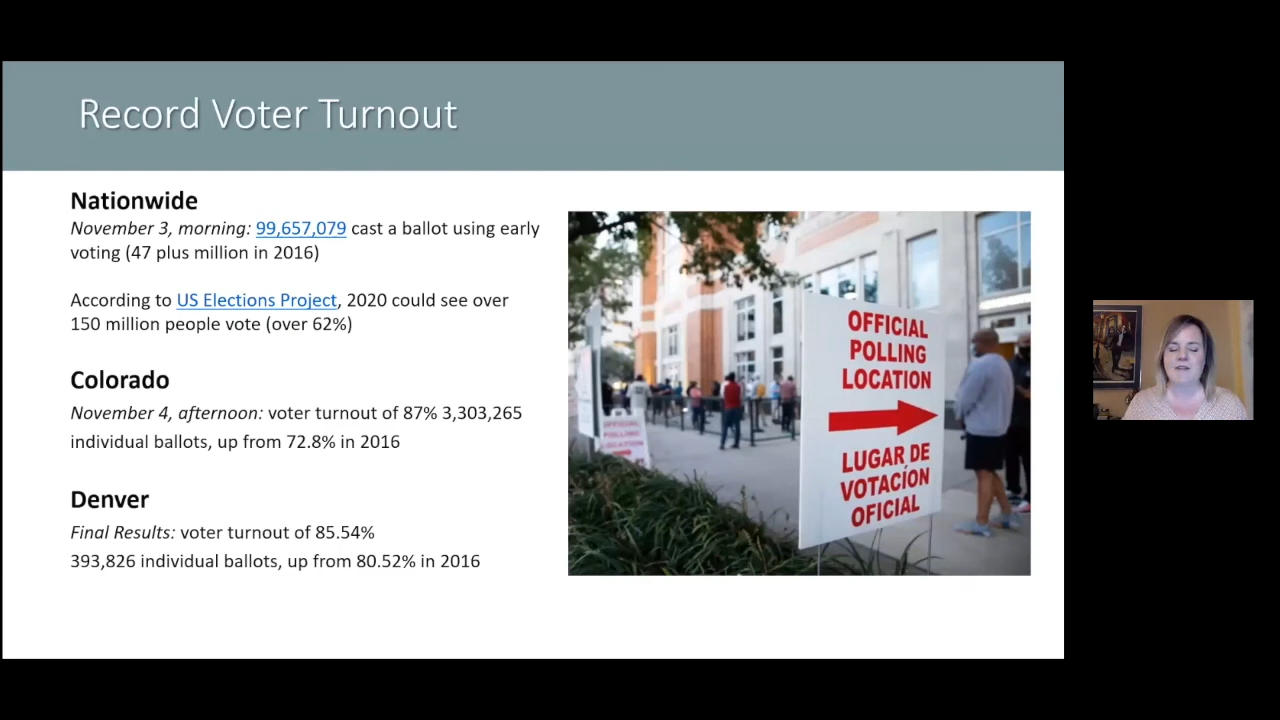 Record Voter Turnout
Nationwide
November 3, morning: 99,657,079 cast a ballot using early
voting (47 plus million in 2016)
According to US Elections Project, 2020 could see over
150 million people vote (over 62%)
Colorado
November 4, afternoon: voter turnout of 87% 3,303,265
individual ballots, up from 72.8% in 2016
Denver
Final Results: voter turnout of 85.54%
393,826 individual ballots, up from 80.52% in 2016
OFFICIAL
POLLING
LOCATION
LUGAR DE
VOTACÍON
OFICIAL
OFFICIAL
POLLING
LOCATION